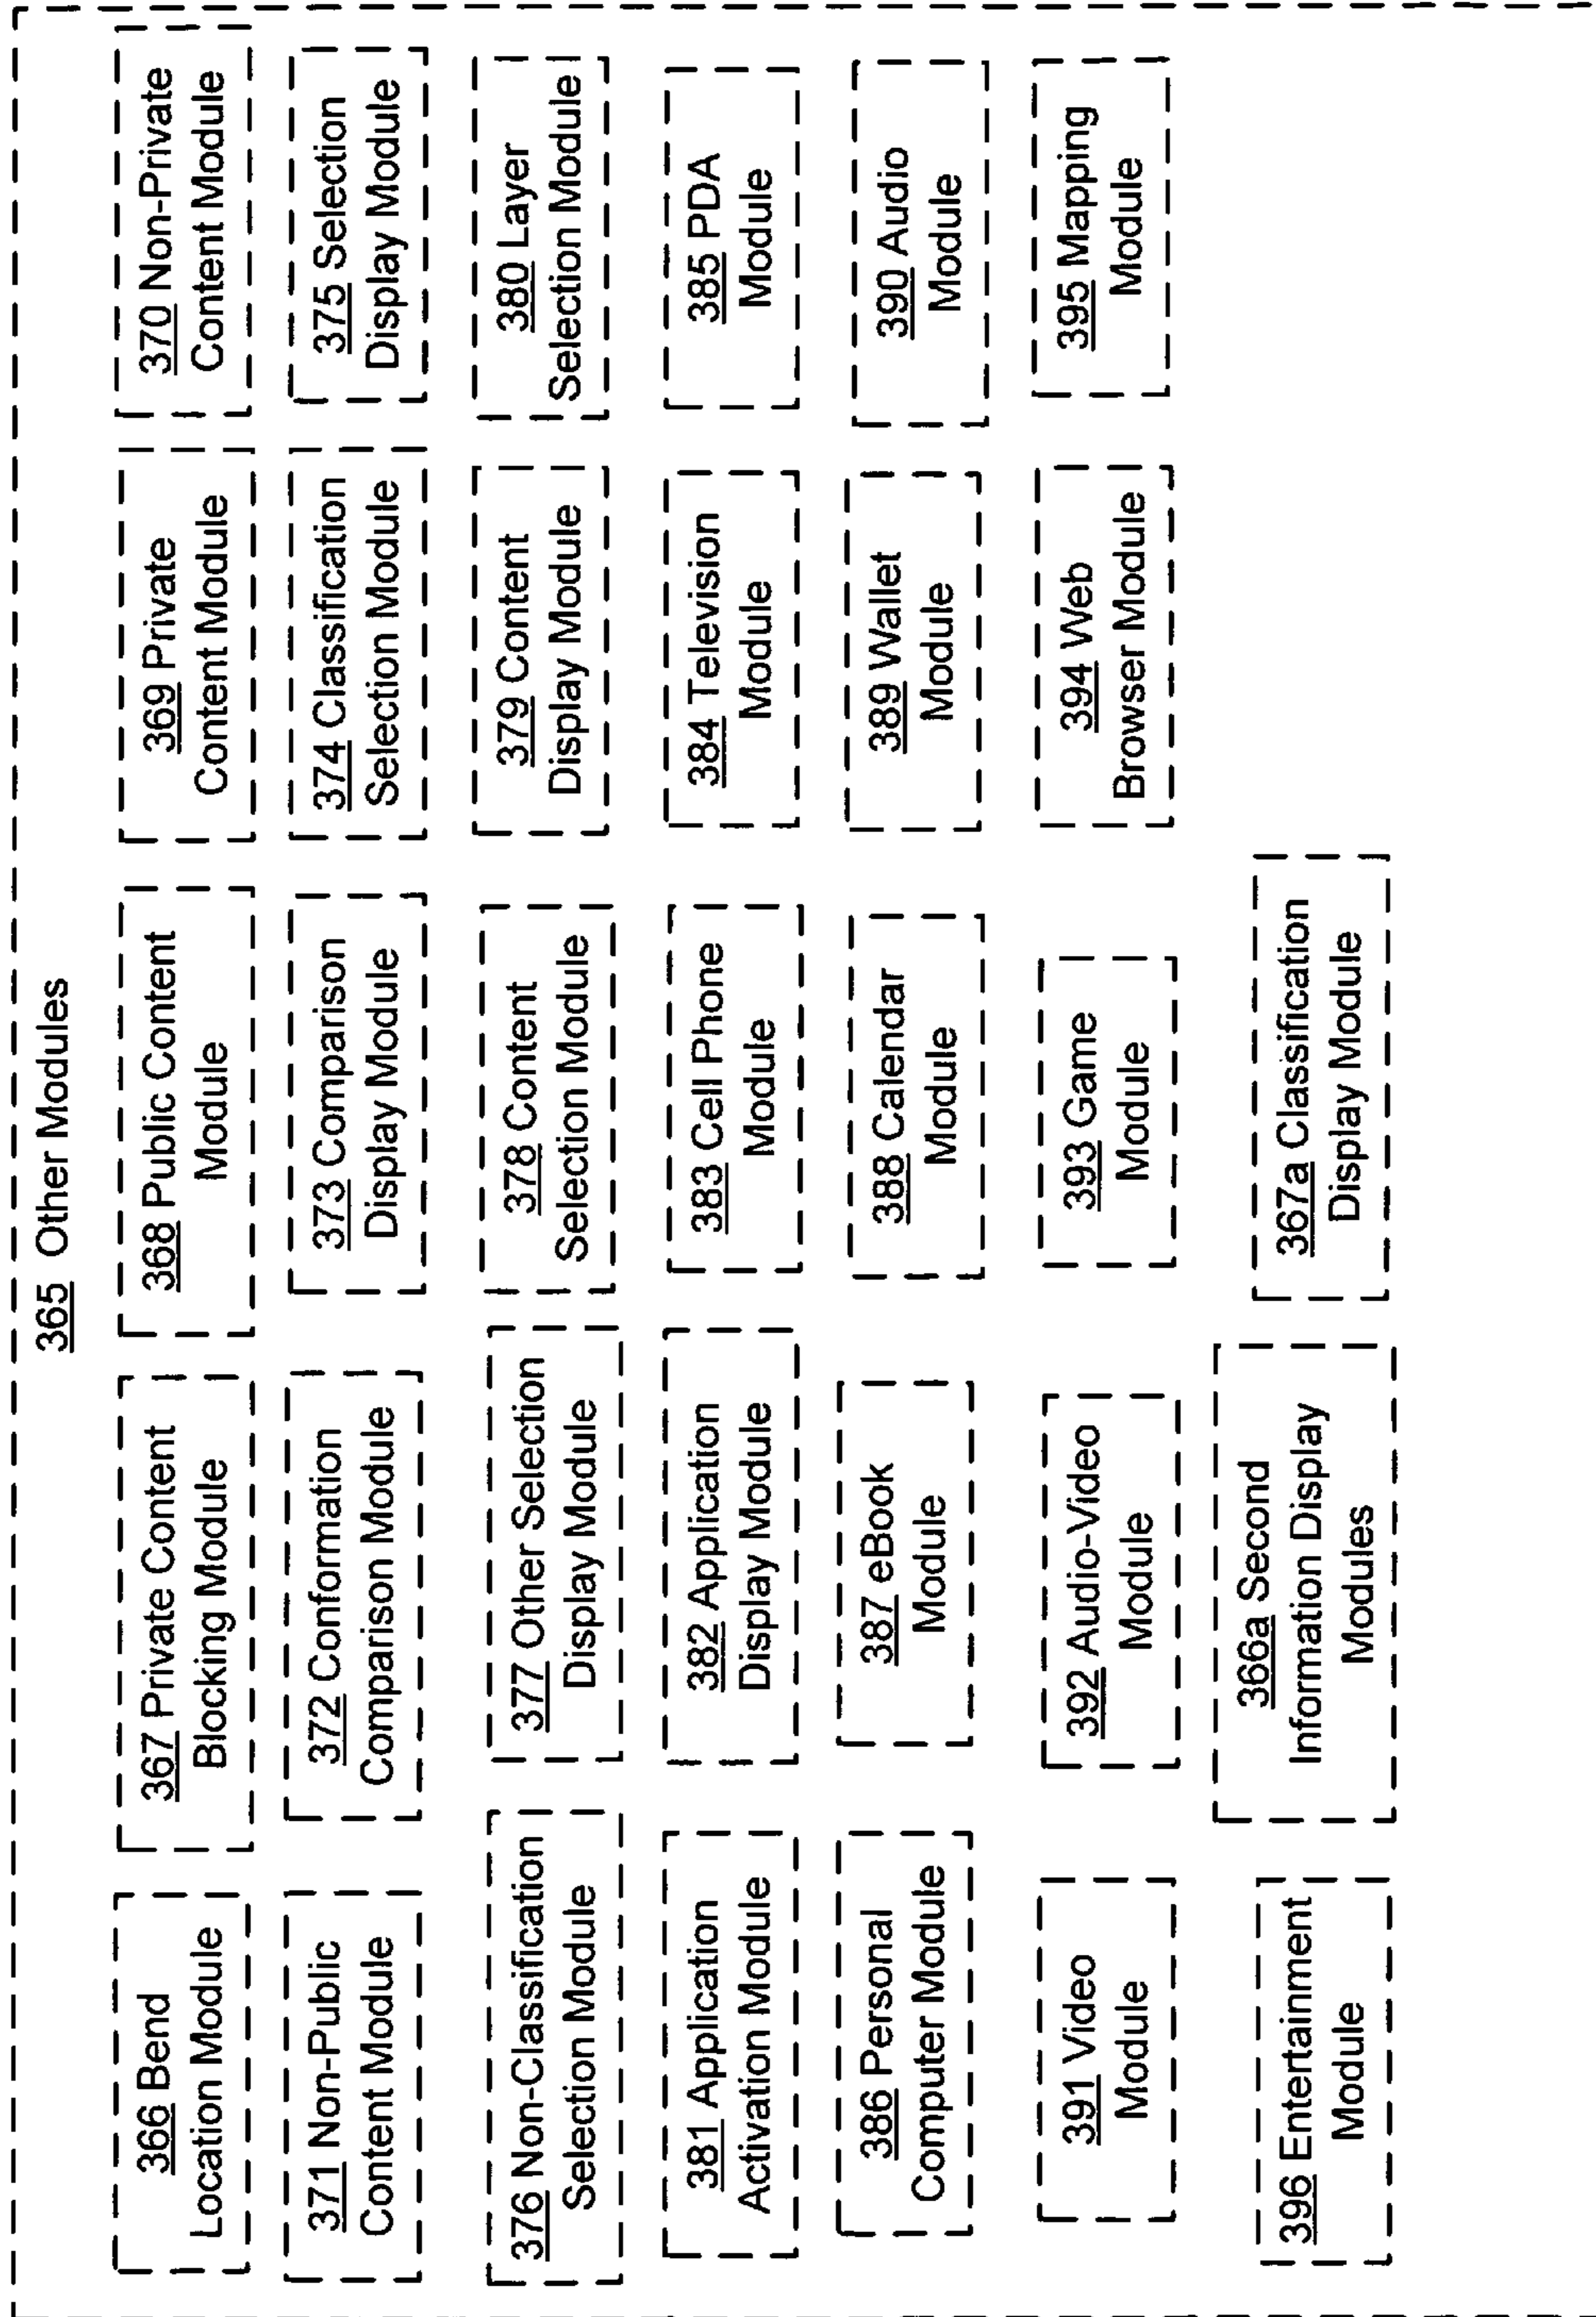 365 Other Modules
366 Bend
Location Module
367 Private Content
Blocking Module
368 Public Content
Module
369 Private
Content Module
370 Non-Private
Content Module
371 Non-Public
Content Module
372 Conformation
Comparison Module
373 Comparison
Display Module
374 Classification
Selection Module
375 Selection
Display Module
376 Non-Classification
Selection Module
377 Other Selection
Display Module
378 Content
Selection Module
379 Content
Display Module
380 Layer
Selection Module
381 Application
Activation Module
382 Application
Display Module
383 Cell Phone
Module
384 Television
Module
385 PDA
Module
386 Personal
Computer Module
387 eBook
Module
388 Calendar
Module
389 Wallet
Module
390 Audio
Module
391 Video
Module
392 Audio-Video
Module
393 Game
Module
394 Web
Browser Module
395 Mapping
Module
396 Entertainment
Module
366a Second
Information Display
Modules
367a Classification
Display Module